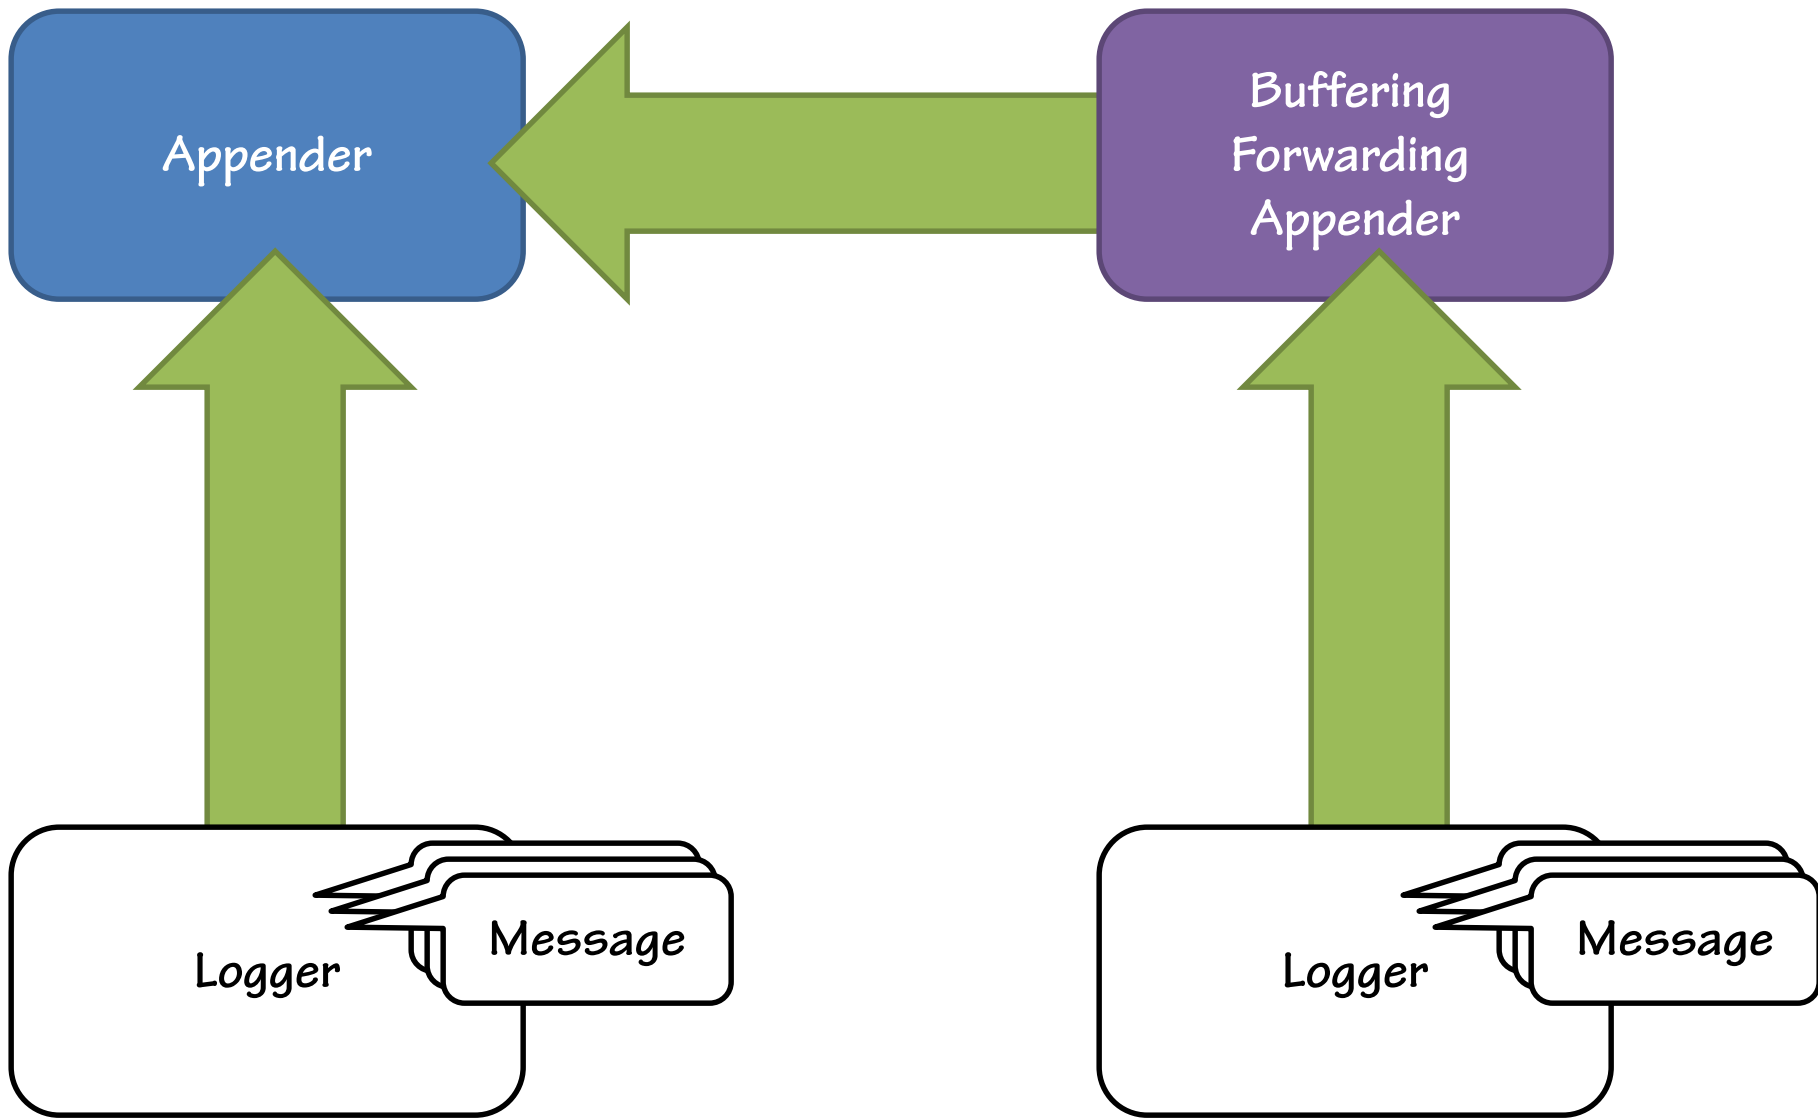 Appender
Buffering
Forwarding
Appender
Logger
Message
Logger
Message